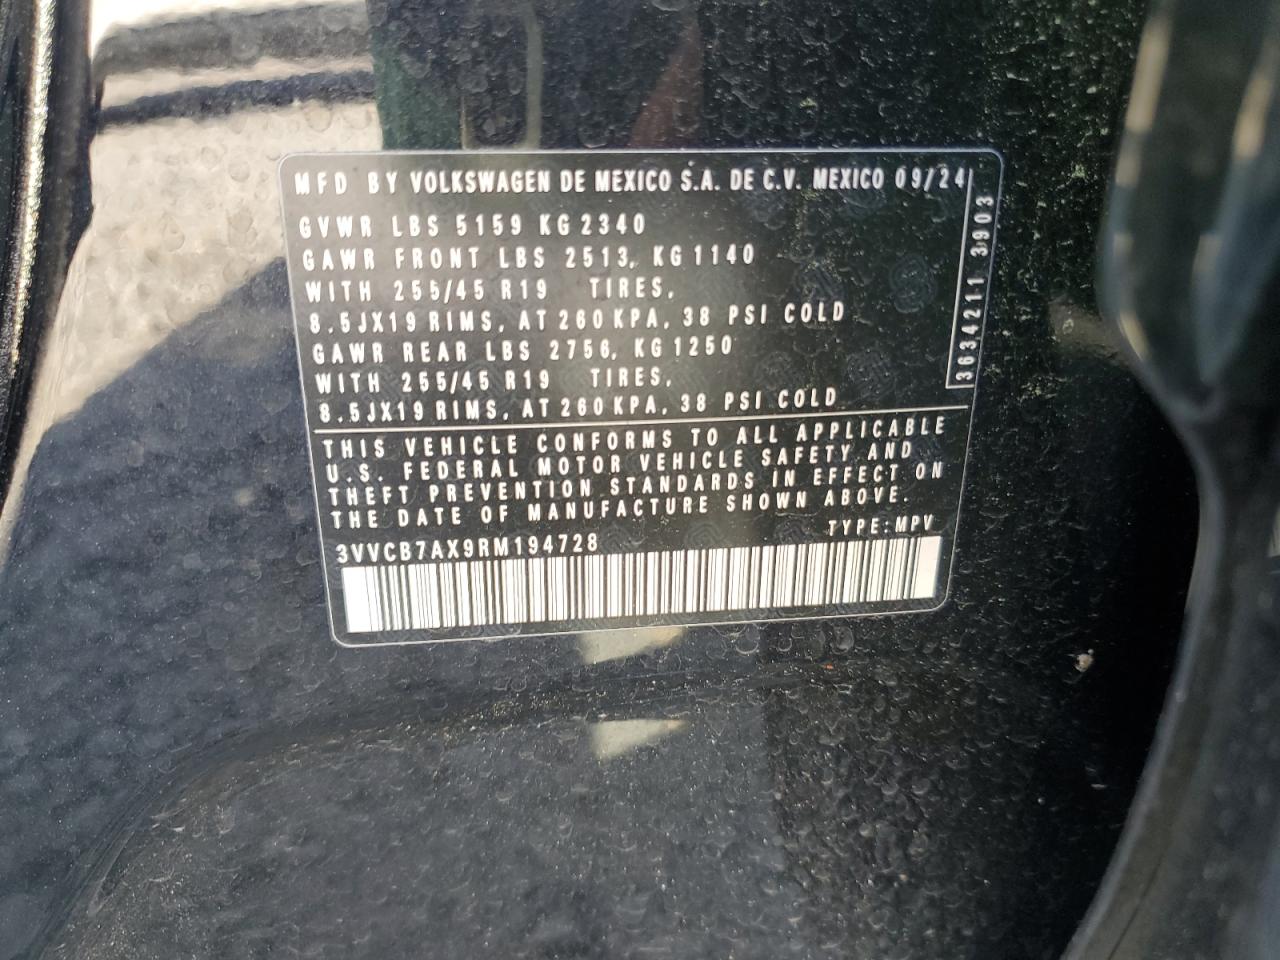 MFD BY VOLKSWAGEN DE MEXICO S.A. DE C.V. MEXICO 09/24
GVWR LBS 5159 KG 2340
GAWR FRONT LBS 2513, KG 1140
WITH 255/45 R19 TIRES,
8.5JX19 RIMS, AT 260 KPA, 38 PSI COLD
GAWR REAR LBS 2756, KG 1250
WITH 255/45 R19 TIRES,
8.5JX19 RIMS, AT 260 KPA, 38 PSI COLD
3634211 3903
THIS VEHICLE CONFORMS TO ALL APPLICABLE
U.S. FEDERAL MOTOR VEHICLE SAFETY AND
THEFT PREVENTION STANDARDS IN EFFECT ON
THE DATE OF MANUFACTURE SHOWN ABOVE.
TYPE: MPV
3VVCB7AX9RM194728